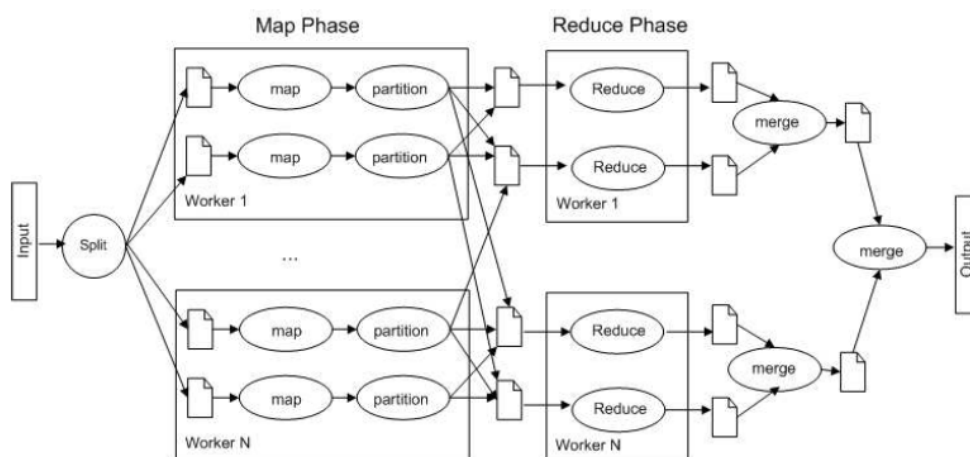 Map Phase
Reduce Phase
map
partition
Reduce
map
partition
Reduce
merge
Worker 1
Worker 1
Input
Split
...
merge
Output
map
partition
Reduce
merge
map
partition
Reduce
Worker N
Worker N